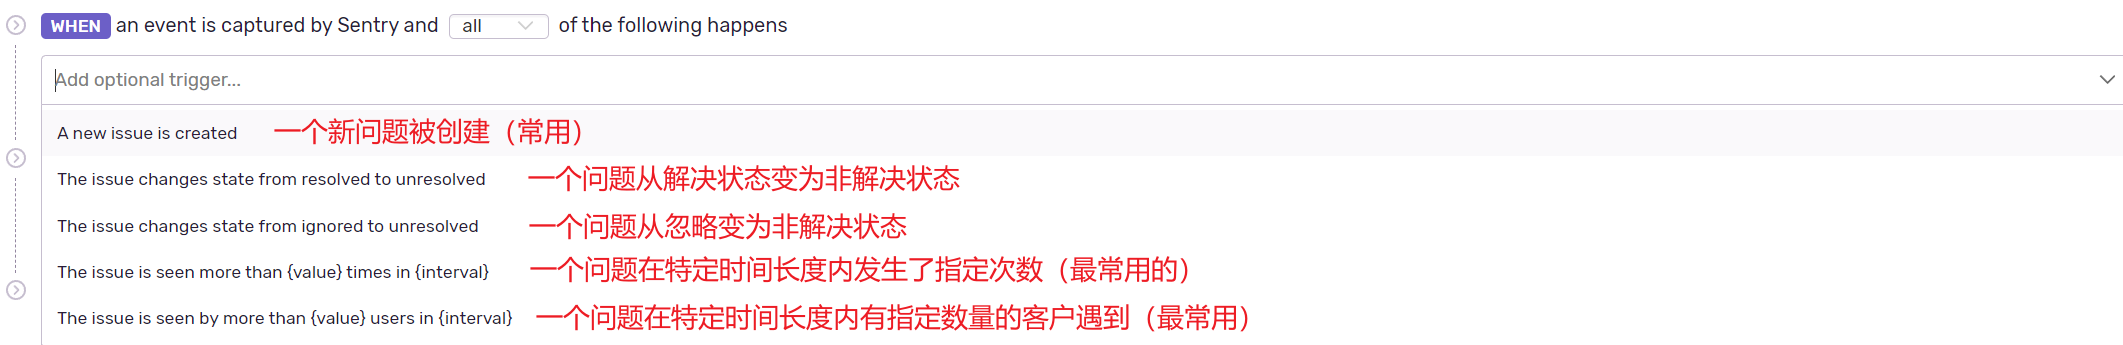 WHEN an event is captured by Sentry and all of the following happens
Add optional trigger...
A new issue is created 一个新问题被创建（常用）
The issue changes state from resolved to unresolved 一个问题从解决状态变为非解决状态
The issue changes state from ignored to unresolved 一个问题从忽略变为非解决状态
The issue is seen more than {value} times in {interval} 一个问题在特定时间长度内发生了指定次数（最常用的）
The issue is seen by more than {value} users in {interval} 一个问题在特定时间长度内有指定数量的客户遇到（最常用）